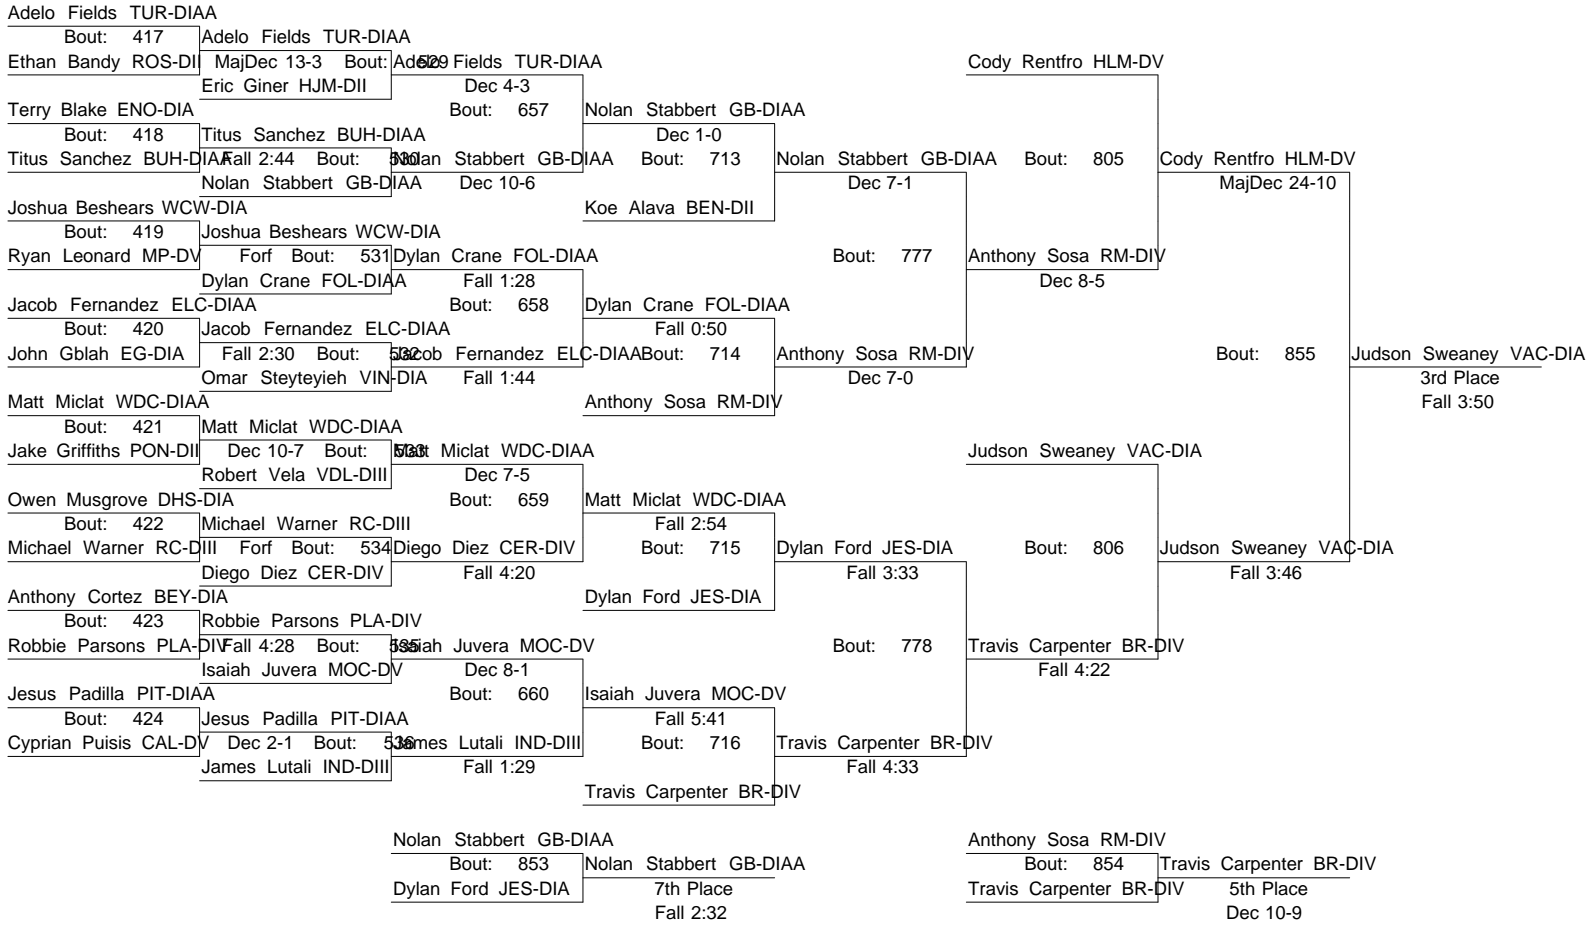 Adelo Fields TUR-DIAA
Bout: 417 Adelo Fields TUR-DIAA
Ethan Bandy ROS-DII MajDec 13-3 Bout: 529 Adelo Fields TUR-DIAA Cody Rentfro HLM-DV
Eric Giner HJM-DII Dec 4-3
Terry Blake ENO-DIA Bout: 657 Nolan Stabbert GB-DIAA
Bout: 418 Titus Sanchez BUH-DIAA Dec 1-0
Titus Sanchez BUH-DIAA Fall 2:44 Bout: 530 Nolan Stabbert GB-DIAA Bout: 713 Nolan Stabbert GB-DIAA Bout: 805 Cody Rentfro HLM-DV
Nolan Stabbert GB-DIAA Dec 10-6 Dec 7-1 MajDec 24-10
Joshua Beshears WCW-DIA Koe Alava BEN-DII
Bout: 419 Joshua Beshears WCW-DIA
Ryan Leonard MP-DV Forf Bout: 531 Dylan Crane FOL-DIAA Bout: 777 Anthony Sosa RM-DIV
Dylan Crane FOL-DIAA Fall 1:28 Dec 8-5
Jacob Fernandez ELC-DIAA Bout: 658 Dylan Crane FOL-DIAA
Bout: 420 Jacob Fernandez ELC-DIAA Fall 0:50
John Gblah EG-DIA Fall 2:30 Bout: 532 Jacob Fernandez ELC-DIAA Bout: 714 Anthony Sosa RM-DIV Bout: 855 Judson Sweaney VAC-DIA
Omar Steyteyieh VIN-DIA Fall 1:44 Dec 7-0 3rd Place
Matt Miclat WDC-DIAA Anthony Sosa RM-DIV Fall 3:50
Bout: 421 Matt Miclat WDC-DIAA
Jake Griffiths PON-DII Dec 10-7 Bout: 533 Matt Miclat WDC-DIAA Judson Sweaney VAC-DIA
Robert Vela VDL-DIII Dec 7-5
Owen Musgrove DHS-DIA Bout: 659 Matt Miclat WDC-DIAA
Bout: 422 Michael Warner RC-DIII Fall 2:54
Michael Warner RC-DIII Forf Bout: 534 Diego Diez CER-DIV Bout: 715 Dylan Ford JES-DIA Bout: 806 Judson Sweaney VAC-DIA
Diego Diez CER-DIV Fall 4:20 Fall 3:33 Fall 3:46
Anthony Cortez BEY-DIA Dylan Ford JES-DIA
Bout: 423 Robbie Parsons PLA-DIV
Robbie Parsons PLA-DIV Fall 4:28 Bout: 535 Isaiah Juvera MOC-DV Bout: 778 Travis Carpenter BR-DIV
Isaiah Juvera MOC-DV Dec 8-1 Fall 4:22
Jesus Padilla PIT-DIAA Bout: 660 Isaiah Juvera MOC-DV
Bout: 424 Jesus Padilla PIT-DIAA Fall 5:41
Cyprian Puisis CAL-DV Dec 2-1 Bout: 536 James Lutali IND-DIII Bout: 716 Travis Carpenter BR-DIV
James Lutali IND-DIII Fall 1:29 Fall 4:33
Travis Carpenter BR-DIV
Nolan Stabbert GB-DIAA Anthony Sosa RM-DIV
Bout: 853 Nolan Stabbert GB-DIAA Bout: 854 Travis Carpenter BR-DIV
Dylan Ford JES-DIA 7th Place Travis Carpenter BR-DIV 5th Place
Fall 2:32 Dec 10-9